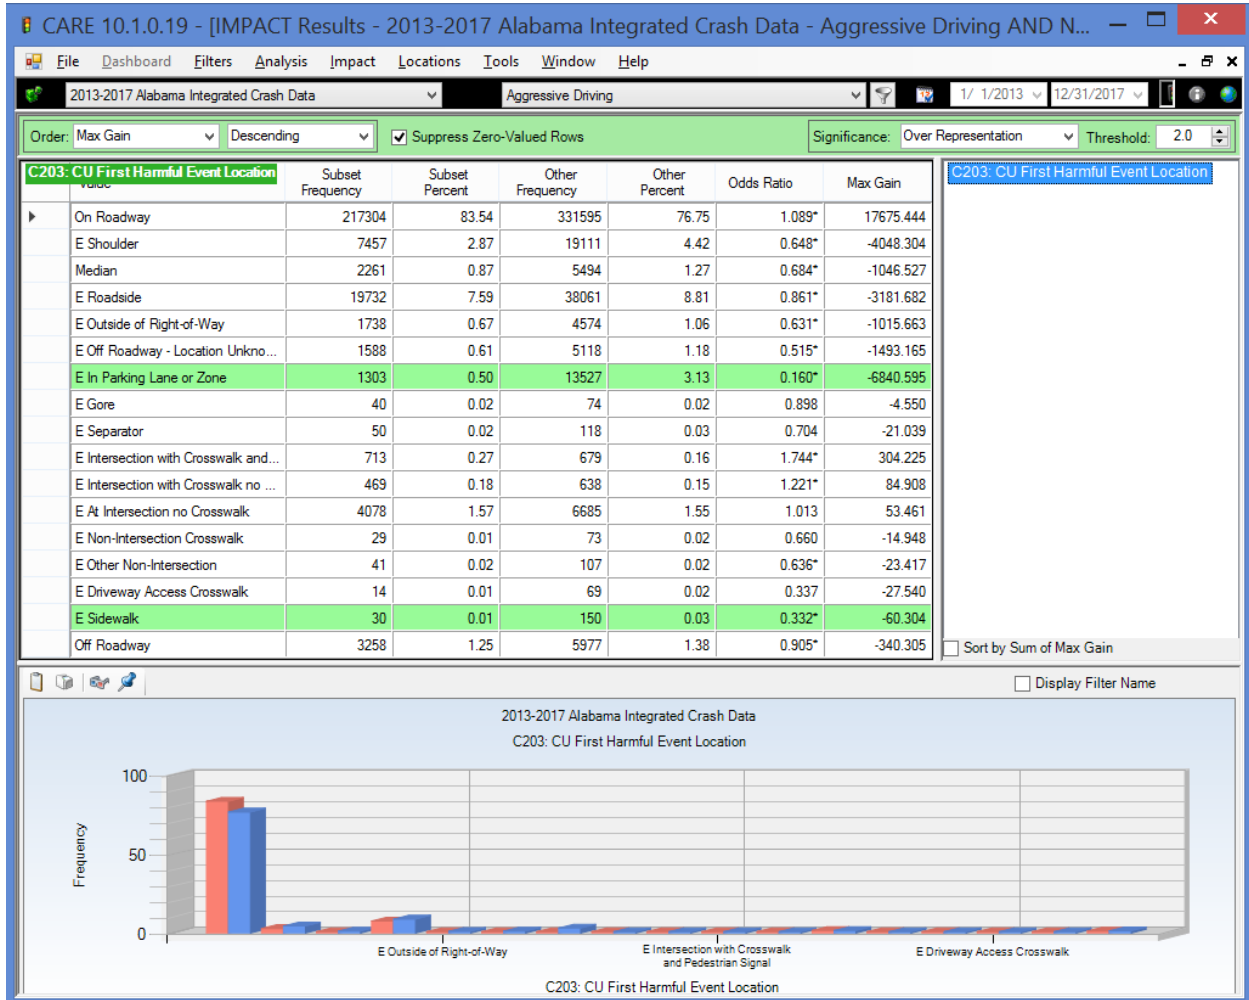 CARE 10.1.0.19 - [IMPACT Results - 2013-2017 Alabama Integrated Crash Data - Aggressive Driving AND N...
File Dashboard Filters Analysis Impact Locations Tools Window Help
2013-2017 Alabama Integrated Crash Data Aggressive Driving 1/ 1/2013 12/31/2017
Order: Max Gain Descending Suppress Zero-Valued Rows Significance: Over Representation Threshold: 2.0
C203: CU First Harmful Event Location Subset Frequency Subset Percent Other Frequency Other Percent Odds Ratio Max Gain
On Roadway 217304 83.54 331595 76.75 1.089* 17675.444
E Shoulder 7457 2.87 19111 4.42 0.648* -4048.304
Median 2261 0.87 5494 1.27 0.684* -1046.527
E Roadside 19732 7.59 38061 8.81 0.861* -3181.682
E Outside of Right-of-Way 1738 0.67 4574 1.06 0.631* -1015.663
E Off Roadway - Location Unkno... 1588 0.61 5118 1.18 0.515* -1493.165
E In Parking Lane or Zone 1303 0.50 13527 3.13 0.160* -6840.595
E Gore 40 0.02 74 0.02 0.898 -4.550
E Separator 50 0.02 118 0.03 0.704 -21.039
E Intersection with Crosswalk and... 713 0.27 679 0.16 1.744* 304.225
E Intersection with Crosswalk no ... 469 0.18 638 0.15 1.221* 84.908
E At Intersection no Crosswalk 4078 1.57 6685 1.55 1.013 53.461
E Non-Intersection Crosswalk 29 0.01 73 0.02 0.660 -14.948
E Other Non-Intersection 41 0.02 107 0.02 0.636* -23.417
E Driveway Access Crosswalk 14 0.01 69 0.02 0.337 -27.540
E Sidewalk 30 0.01 150 0.03 0.332* -60.304
Off Roadway 3258 1.25 5977 1.38 0.905* -340.305
C203: CU First Harmful Event Location
Sort by Sum of Max Gain
Display Filter Name
2013-2017 Alabama Integrated Crash Data
C203: CU First Harmful Event Location
Frequency
100
50
0
E Outside of Right-of-Way
E Intersection with Crosswalk
and Pedestrian Signal
E Driveway Access Crosswalk
C203: CU First Harmful Event Location